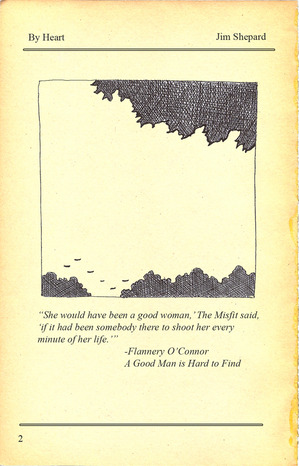 By Heart
Jim Shepard
“She would have been a good woman,’ The Misfit said,
‘if it had been somebody there to shoot her every
minute of her life.’”
-Flannery O’Connor
A Good Man is Hard to Find
2